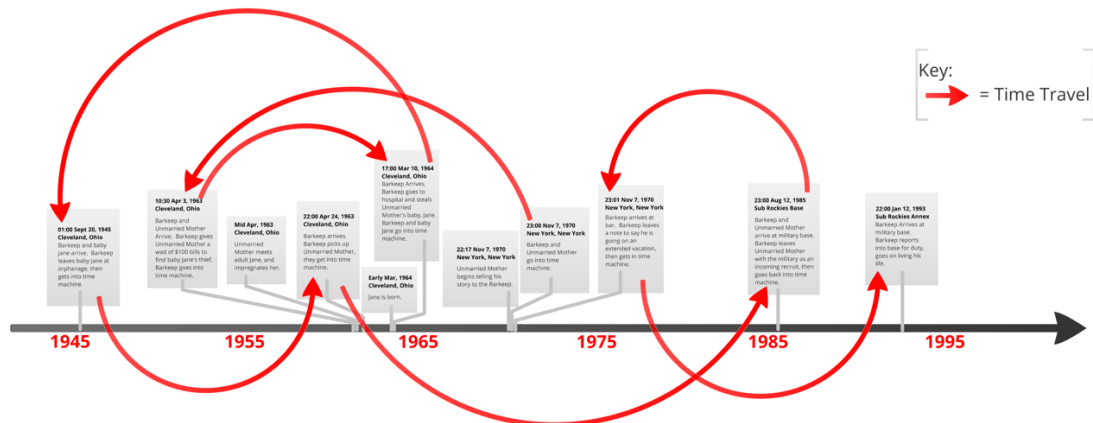 Key:
= Time Travel
01:00 Sept 20, 1945
Cleveland, Ohio
Barkeep and baby
Jane arrive. Barkeep
leaves baby Jane at
orphanage, then
gets into time
machine.
10:30 Apr 3, 1963
Cleveland, Ohio
Barkeep and
Unmarried Mother
Arrive. Barkeep gives
Unmarried Mother a
wad of $100 bills to
find baby Jane's thief,
Barkeep goes into
time machine.
Mid Apr, 1963
Cleveland, Ohio
Unmarried
Mother meets
adult Jane, and
impregnates her.
22:00 Apr 24, 1963
Cleveland, Ohio
Barkeep arrives.
Barkeep picks up
Unmarried Mother,
they get into time
machine.
17:00 Mar 10, 1964
Cleveland, Ohio
Barkeep Arrives.
Barkeep goes to
hospital and steals
Unmarried
Mother's baby, Jane.
Barkeep and baby
Jane go into time
machine.
Early Mar, 1964
Cleveland, Ohio
Jane is born.
22:17 Nov 7, 1970
New York, New York
Unmarried Mother
begins telling his
story to the Barkeep.
23:00 Nov 7, 1970
New York, New York
Barkeep and
Unmarried Mother
go into time
machine.
23:01 Nov 7, 1970
New York, New York
Barkeep arrives at
bar. Barkeep leaves
a note to say he is
going on an
extended vacation,
then gets in time
machine.
23:00 Aug 12, 1985
Sub Rockies Base
Barkeep and
Unmarried Mother
arrive at military base.
Barkeep leaves
Unmarried Mother
with the military as an
incoming recruit, then
goes back into time
machine.
22:00 Jan 12, 1993
Sub Rockies Annex
Barkeep Arrives at
military base.
Barkeep reports
into base for duty,
goes on living his
life.
1945
1955
1965
1975
1985
1995